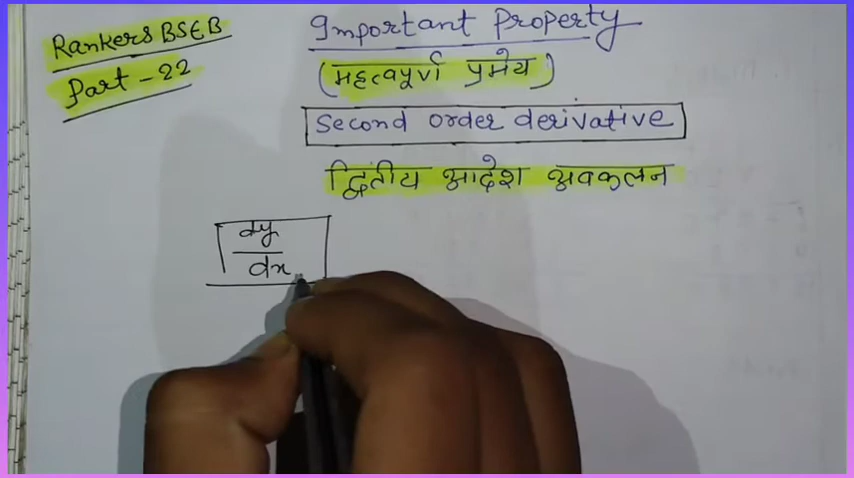 Rankers BSEB
Part - 22
Important Property
(महत्वपूर्ण प्रमेय)
Second order derivative
द्वितीय आदेश अवकलन
dy
dx